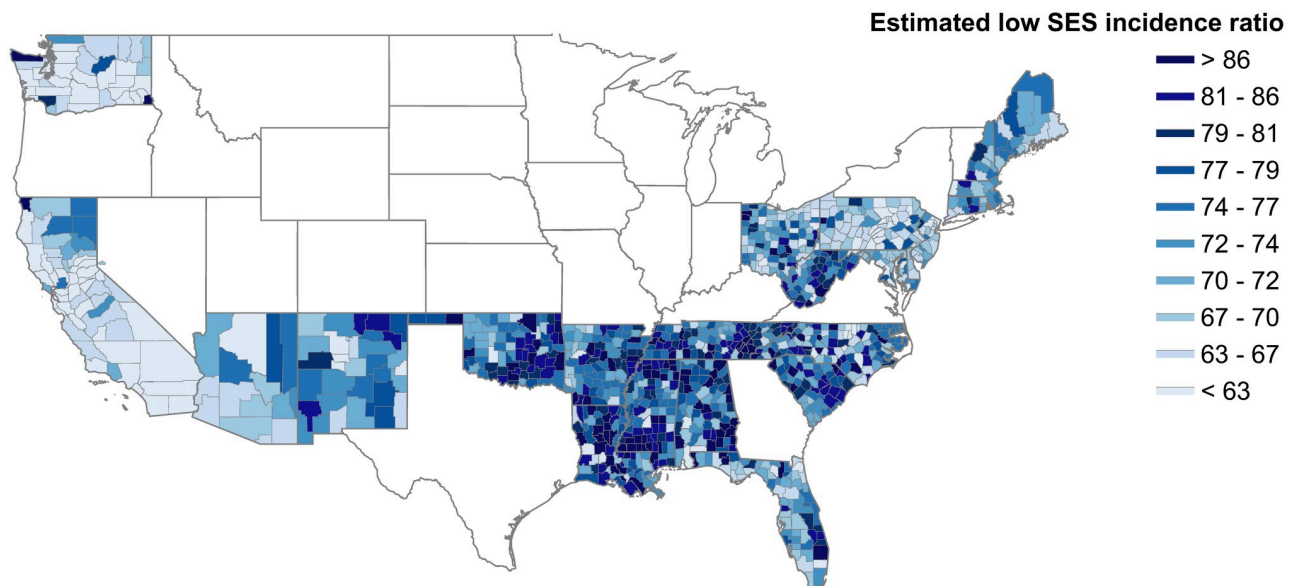 Estimated low SES incidence ratio
> 86
81 - 86
79 - 81
77 - 79
74 - 77
72 - 74
70 - 72
67 - 70
63 - 67
< 63